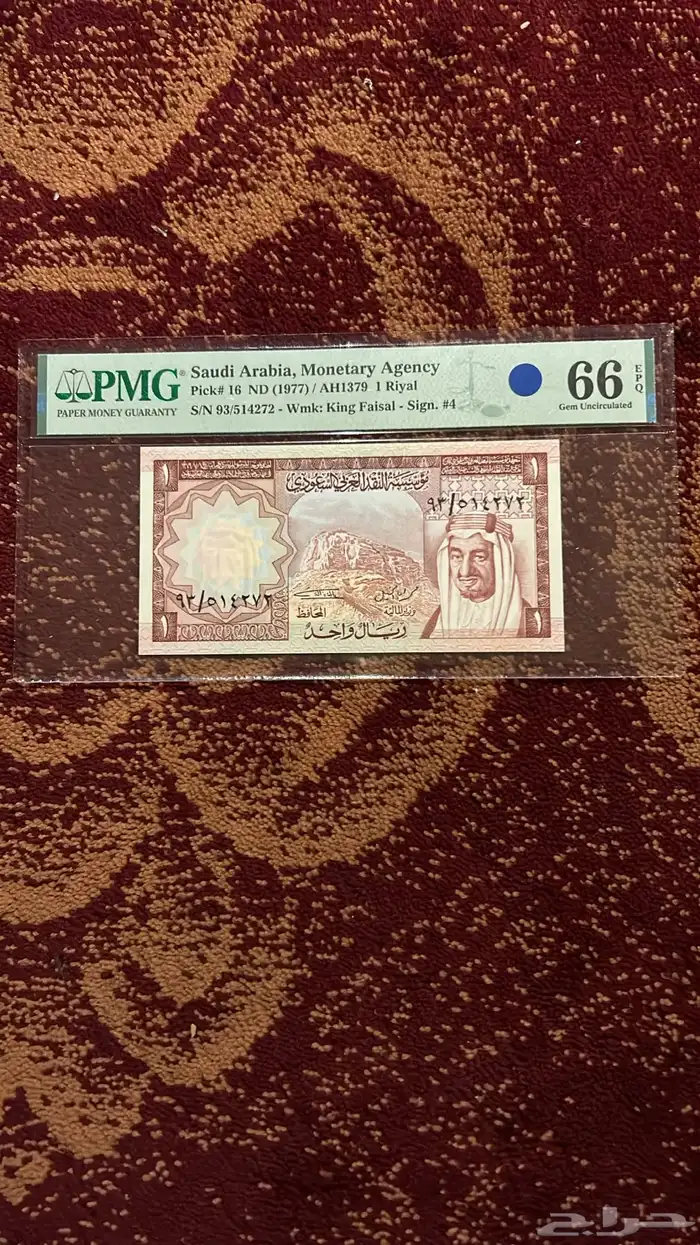 PMG®
PAPER MONEY GUARANTY
Saudi Arabia, Monetary Agency
Pick# 16 ND (1977) / AH1379 1 Riyal
S/N 93/514272 - Wmk: King Faisal - Sign. #4
66
EPQ
Gem Uncirculated
١
١
مؤسسة النقد العربي السعودي
٩٣/٥١٤٢٧٢
٩٣/٥١٤٢٧٢
وزير المالية
المحافظ
١
ريال واحد
١
حراج